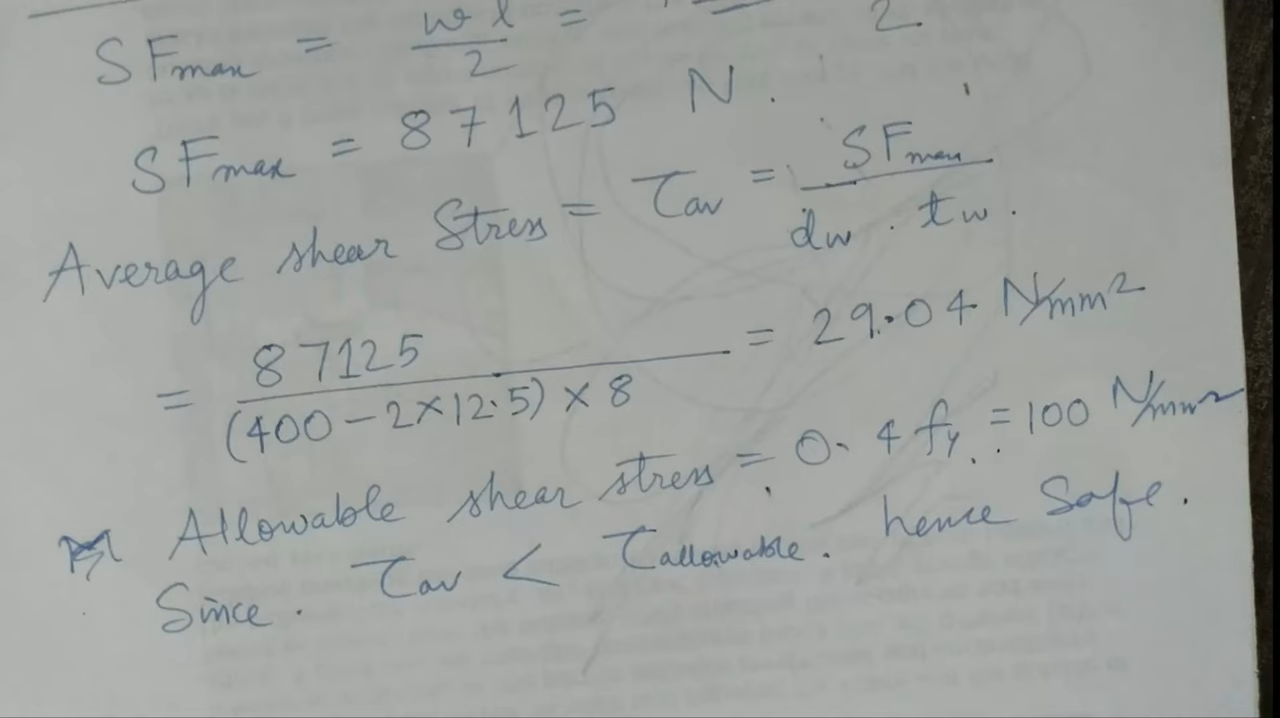 SFmax = wl/2 = 2
SFmax = 87125 N.
Average shear Stress = τav = SFmax / dw . tw.
= 87125 / (400 - 2×12.5) × 8 = 29.04 N/mm²
Allowable shear stress = 0.4 fy = 100 N/mm²
Since. τav < τallowable. hence Safe.